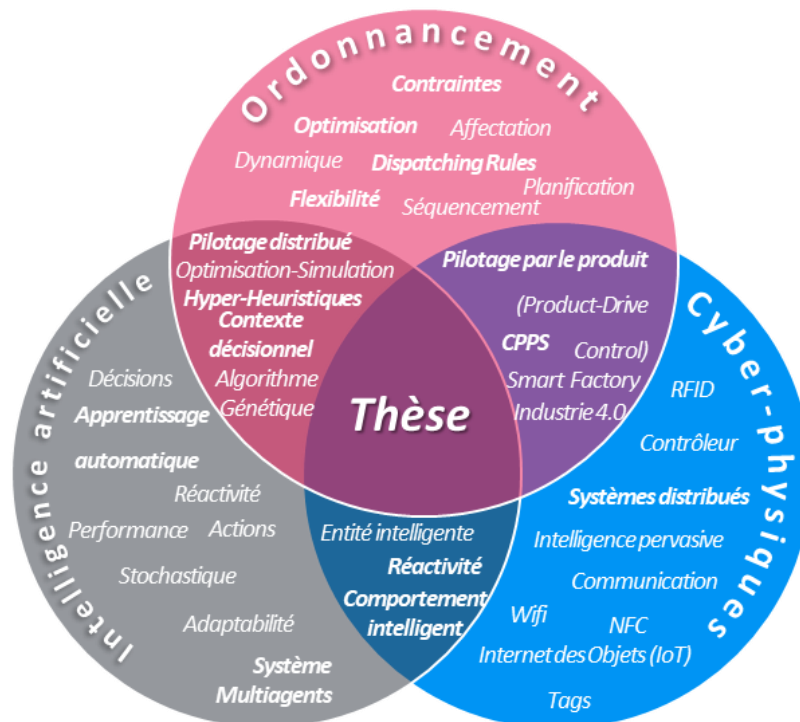 Ordonnancement
Contraintes
Optimisation
Affectation
Dynamique
Dispatching Rules
Planification
Flexibilité
Séquencement
Pilotage distribué
Optimisation-Simulation
Hyper-Heuristiques
Contexte
décisionnel
Algorithme
Génétique
Pilotage par le produit
(Product-Drive
CPPS
Control)
Smart Factory
Industrie 4.0
Thèse
Intelligence artificielle
Décisions
Apprentissage
automatique
Réactivité
Performance
Actions
Stochastique
Adaptabilité
Système
Multiagents
Entité intelligente
Réactivité
Comportement
intelligent
Cyber-physiques
RFID
Contrôleur
Systèmes distribués
Intelligence pervasive
Communication
Wifi
NFC
Internet des Objets (IoT)
Tags